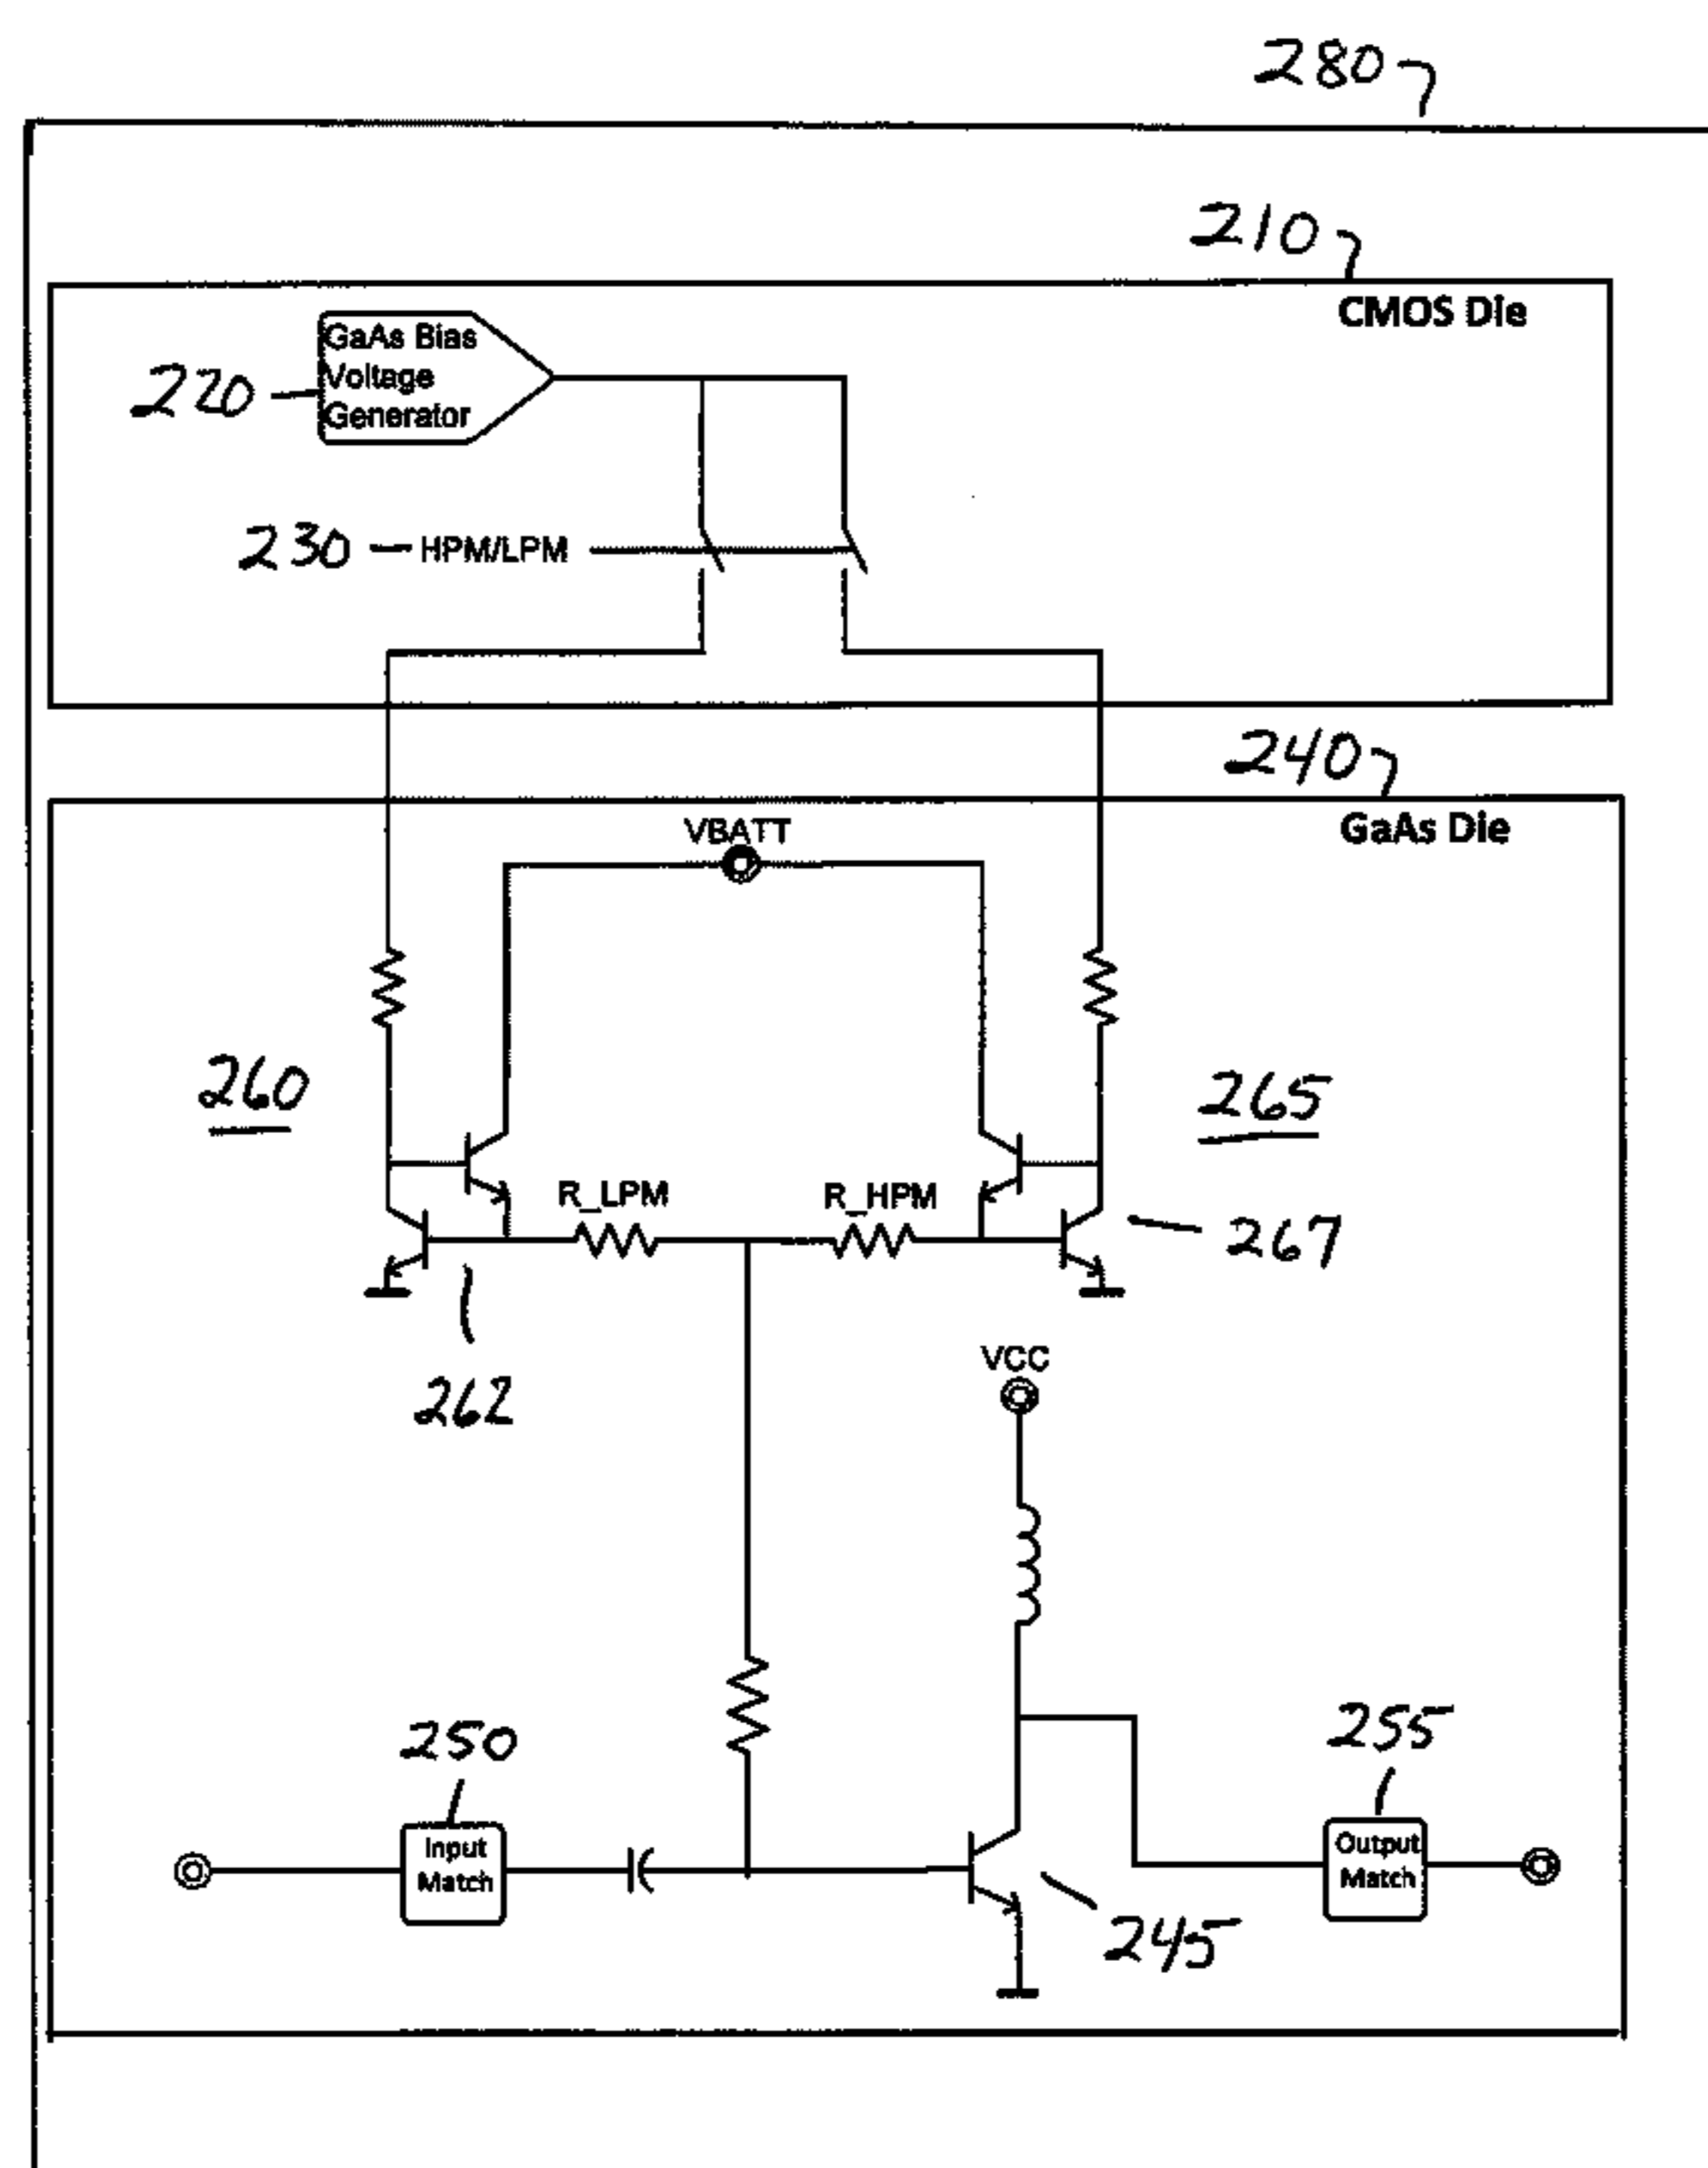 280
210
CMOS Die
GaAs Bias
Voltage
Generator
220
230
HPM/LPM
240
GaAs Die
VBATT
260
265
R_LPM
R_HPM
267
262
VCC
250
255
Input
Match
Output
Match
245